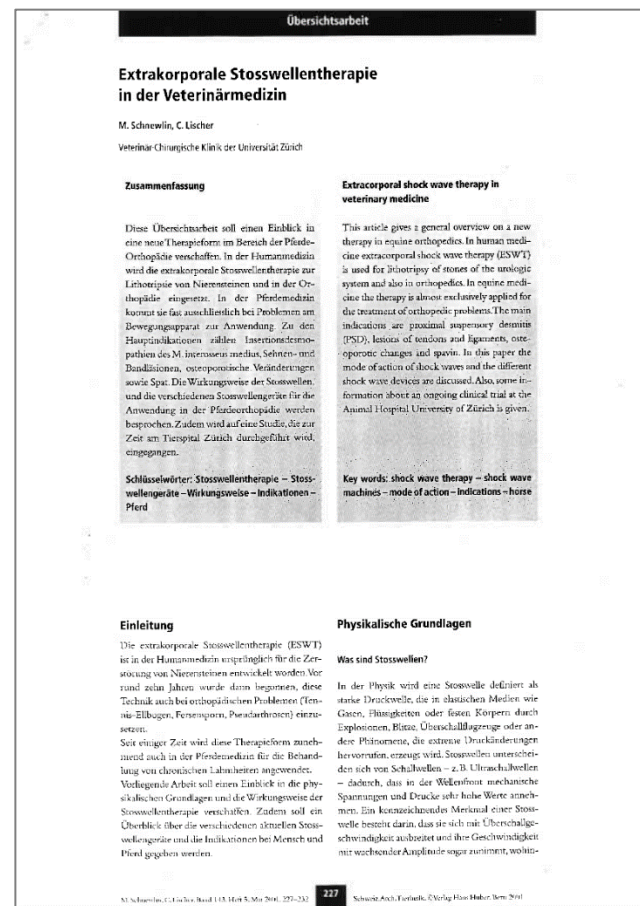 Übersichtsarbeit
Extrakorporale Stosswellentherapie
in der Veterinärmedizin
M. Schnewlin, C. Lischer
Veterinär-Chirurgische Klinik der Universität Zürich
Zusammenfassung
Diese Übersichtsarbeit soll einen Einblick in
eine neue Therapieform im Bereich der Pferde-
Orthopädie verschaffen. In der Humanmedizin
wird die extrakorporale Stosswellentherapie zur
Lithotripsie von Nierensteinen und in der Or-
thopädie eingesetzt. In der Pferdemedizin
kommt sie fast ausschliesslich bei Problemen am
Bewegungsapparat zur Anwendung. Zu den
Hauptindikationen zählen Insertionsdesmo-
pathien des M. interosseus medius, Sehnen- und
Bandläsionen, osteoporotische Veränderungen
sowie Spat. Die Wirkungsweise der Stosswellen,
und die verschiedenen Stosswellengeräte für die
Anwendung in der Pferdeorthopädie werden
besprochen. Zudem wird auf eine Studie, die zur
Zeit am Tierspital Zürich durchgeführt wird,
eingegangen.
Schlüsselwörter: Stosswellentherapie – Stoss-
wellengeräte – Wirkungsweise – Indikationen –
Pferd
Extracorporal shock wave therapy in
veterinary medicine
This article gives a general overview on a new
therapy in equine orthopedics. In human medi-
cine extracorporal shock wave therapy (ESWT)
is used for lithotripsy of stones of the urologic
system and also in orthopedics. In equine medi-
cine the therapy is almost exclusively applied for
the treatment of orthopedic problems. The main
indications are proximal suspensory desmitis
(PSD), lesions of tendons and ligaments, oste-
oporotic changes and spavin. In this paper the
mode of action of shock waves and the different
shock wave devices are discussed. Also, some in-
formation about an ongoing clinical trial at the
Animal Hospital University of Zürich is given.
Key words: shock wave therapy – shock wave
machines – mode of action – indications – horse
Einleitung
Die extrakorporale Stosswellentherapie (ESWT)
ist in der Humanmedizin ursprünglich für die Zer-
störung von Nierensteinen entwickelt worden. Vor
rund zehn Jahren wurde dann begonnen, diese
Technik auch bei orthopädischen Problemen (Ten-
nis-Ellbogen, Fersensporn, Pseudarthrosen) einzu-
setzen.
Seit einiger Zeit wird diese Therapieform zuneh-
mend auch in der Pferdemedizin für die Behand-
lung von chronischen Lahmheiten angewendet.
Vorliegende Arbeit soll einen Einblick in die phy-
sikalischen Grundlagen und die Wirkungsweise der
Stosswellentherapie verschaffen. Zudem soll ein
Überblick über die verschiedenen aktuellen Stoss-
wellengeräte und die Indikationen bei Mensch und
Pferd gegeben werden.
Physikalische Grundlagen
Was sind Stosswellen?
In der Physik wird eine Stosswelle definiert als
starke Druckwelle, die in elastischen Medien wie
Gasen, Flüssigkeiten oder festen Körpern durch
Explosionen, Blitze, Überschallflugzeuge oder an-
dere Phänomene, die extreme Druckänderungen
hervorrufen, erzeugt wird. Stosswellen unterschei-
den sich von Schallwellen – z. B. Ultraschallwellen
– dadurch, dass in der Wellenfront mechanische
Spannungen und Drucke sehr hohe Werte anneh-
men. Ein kennzeichnendes Merkmal einer Stoss-
welle besteht darin, dass sie sich mit Überschallge-
schwindigkeit ausbreitet und ihre Geschwindigkeit
mit wachsender Amplitude sogar zunimmt, wohin-
M. Schnewlin, C. Lischer, Band 143, Heft 5, Mai 2001, 227–232
227
Schweiz. Arch. Tierheilk. ©Verlag Hans Huber, Bern 2001